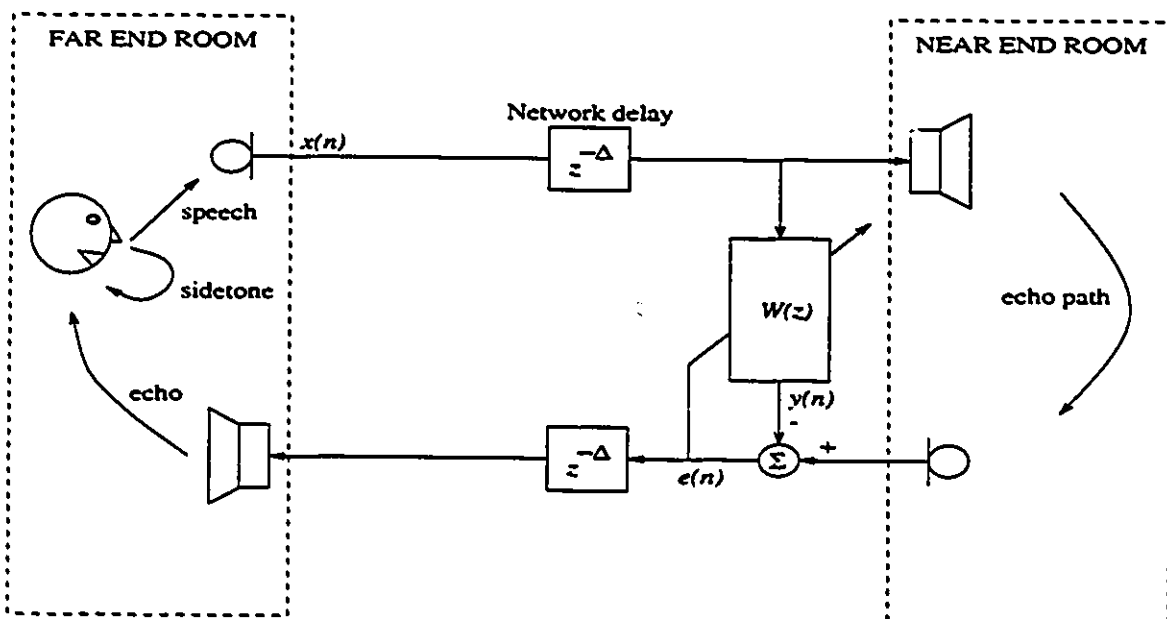 FAR END ROOM
NEAR END ROOM
Network delay
x(n)
z^{-Δ}
speech
sidetone
W(z)
echo path
echo
y(n)
-
+
z^{-Δ}
e(n)
Σ